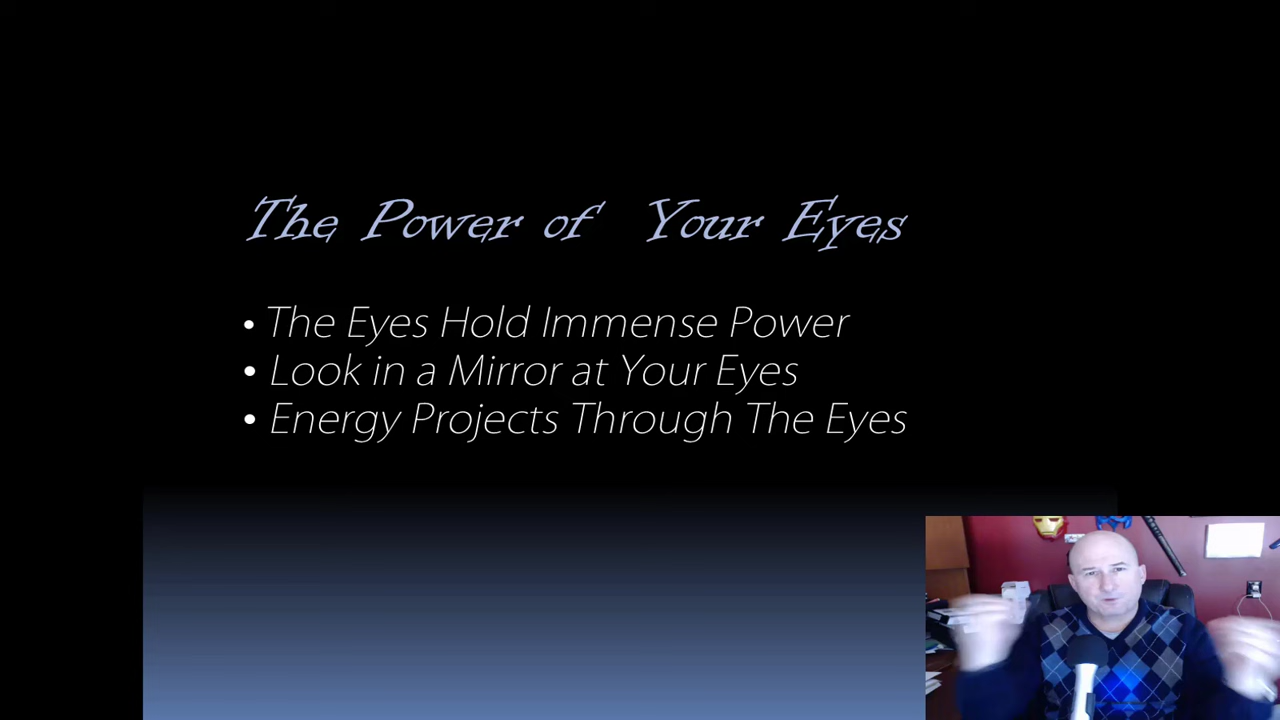 The Power of Your Eyes
• The Eyes Hold Immense Power
• Look in a Mirror at Your Eyes
• Energy Projects Through The Eyes